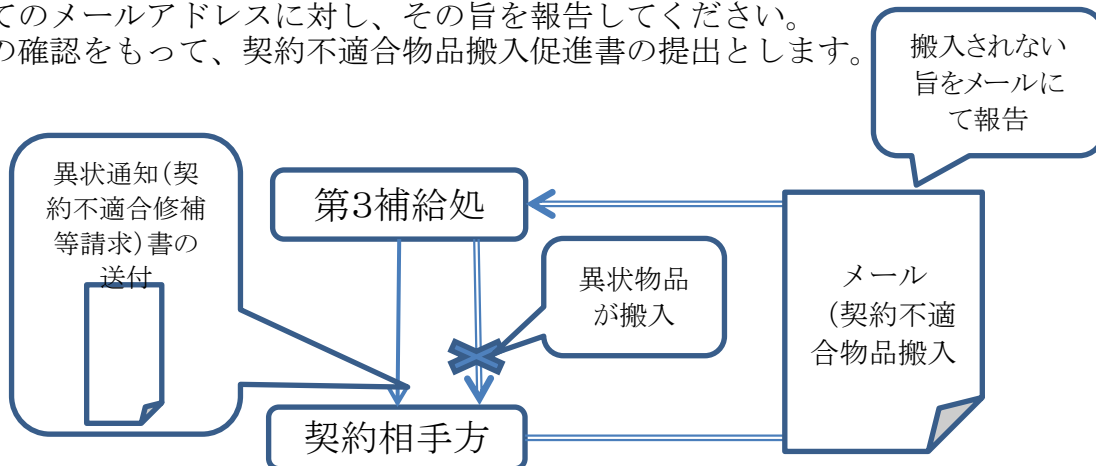 てのメールアドレスに対し、その旨を報告してください。
の確認をもって、契約不適合物品搬入促進書の提出とします。
搬入されない
旨をメールに
て報告
異状通知(契
約不適合修補
等請求)書の
送付
第3補給処
異状物品
が搬入
メール
(契約不適
合物品搬入
契約相手方